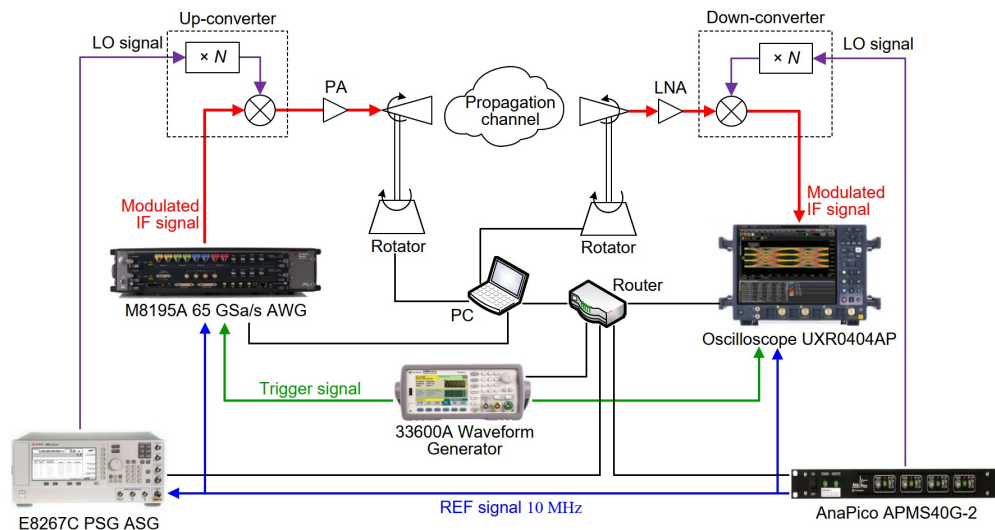 Up-converter
Down-converter
LO signal
× N
× N
LO signal
PA
Propagation
channel
LNA
Modulated
IF signal
Modulated
IF signal
Rotator
Rotator
Router
PC
M8195A 65 GSa/s AWG
Oscilloscope UXR0404AP
Trigger signal
33600A Waveform
Generator
REF signal 10 MHz
E8267C PSG ASG
AnaPico APMS40G-2